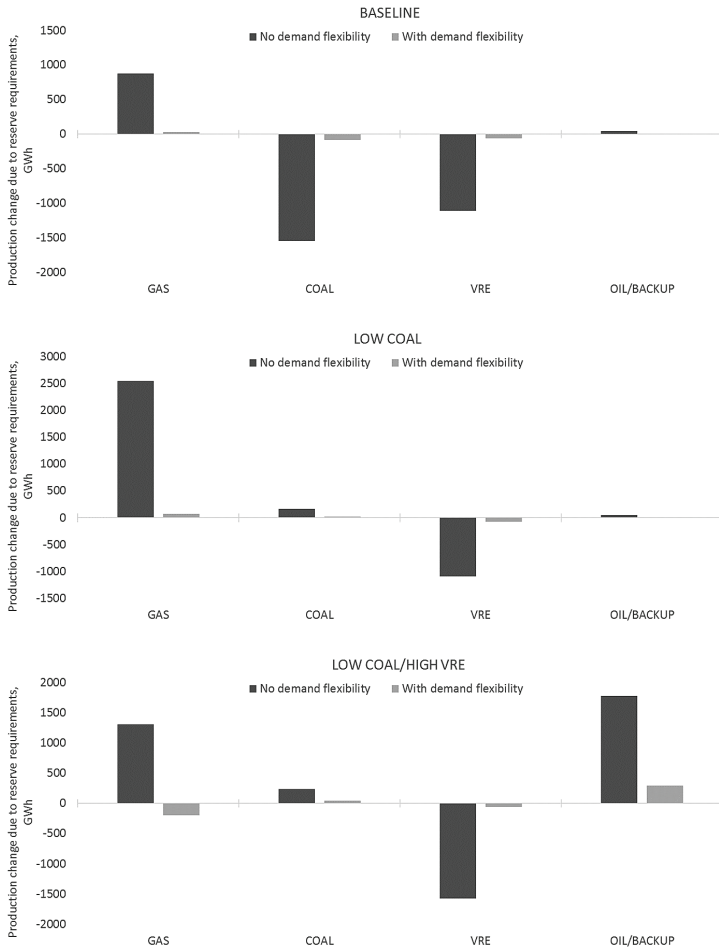 BASELINE
No demand flexibility With demand flexibility
Production change due to reserve requirements,
GWh
1500
1000
500
0
-500
-1000
-1500
-2000
GAS COAL VRE OIL/BACKUP
LOW COAL
No demand flexibility With demand flexibility
Production change due to reserve requirements,
GWh
3000
2500
2000
1500
1000
500
0
-500
-1000
-1500
GAS COAL VRE OIL/BACKUP
LOW COAL/HIGH VRE
No demand flexibility With demand flexibility
Production change due to reserve requirements,
GWh
2000
1500
1000
500
0
-500
-1000
-1500
-2000
GAS COAL VRE OIL/BACKUP